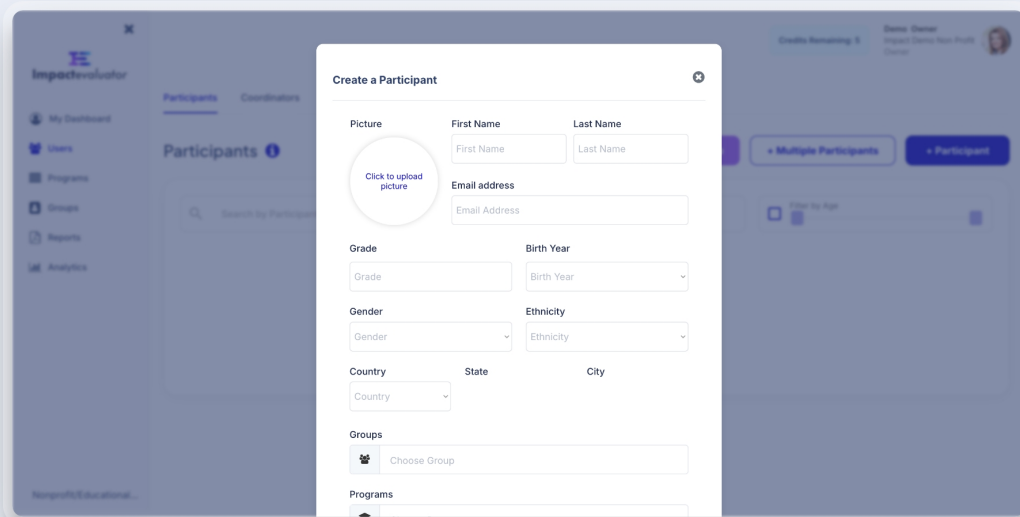 Credits Remaining: 5
Demo Owner
Impact Demo Non Profit
Owner
Impactevaluator
My Dashboard
Users
Programs
Groups
Reports
Analytics
Nonprofit/Educational...
Participants
Coordinators
Participants
+ Multiple Participants
+ Participant
Search by Participant
Filter by Age
Create a Participant
Picture
First Name
Last Name
Click to upload
picture
First Name
Last Name
Email address
Email Address
Grade
Birth Year
Grade
Birth Year
Gender
Ethnicity
Gender
Ethnicity
Country
State
City
Country
Groups
Choose Group
Programs